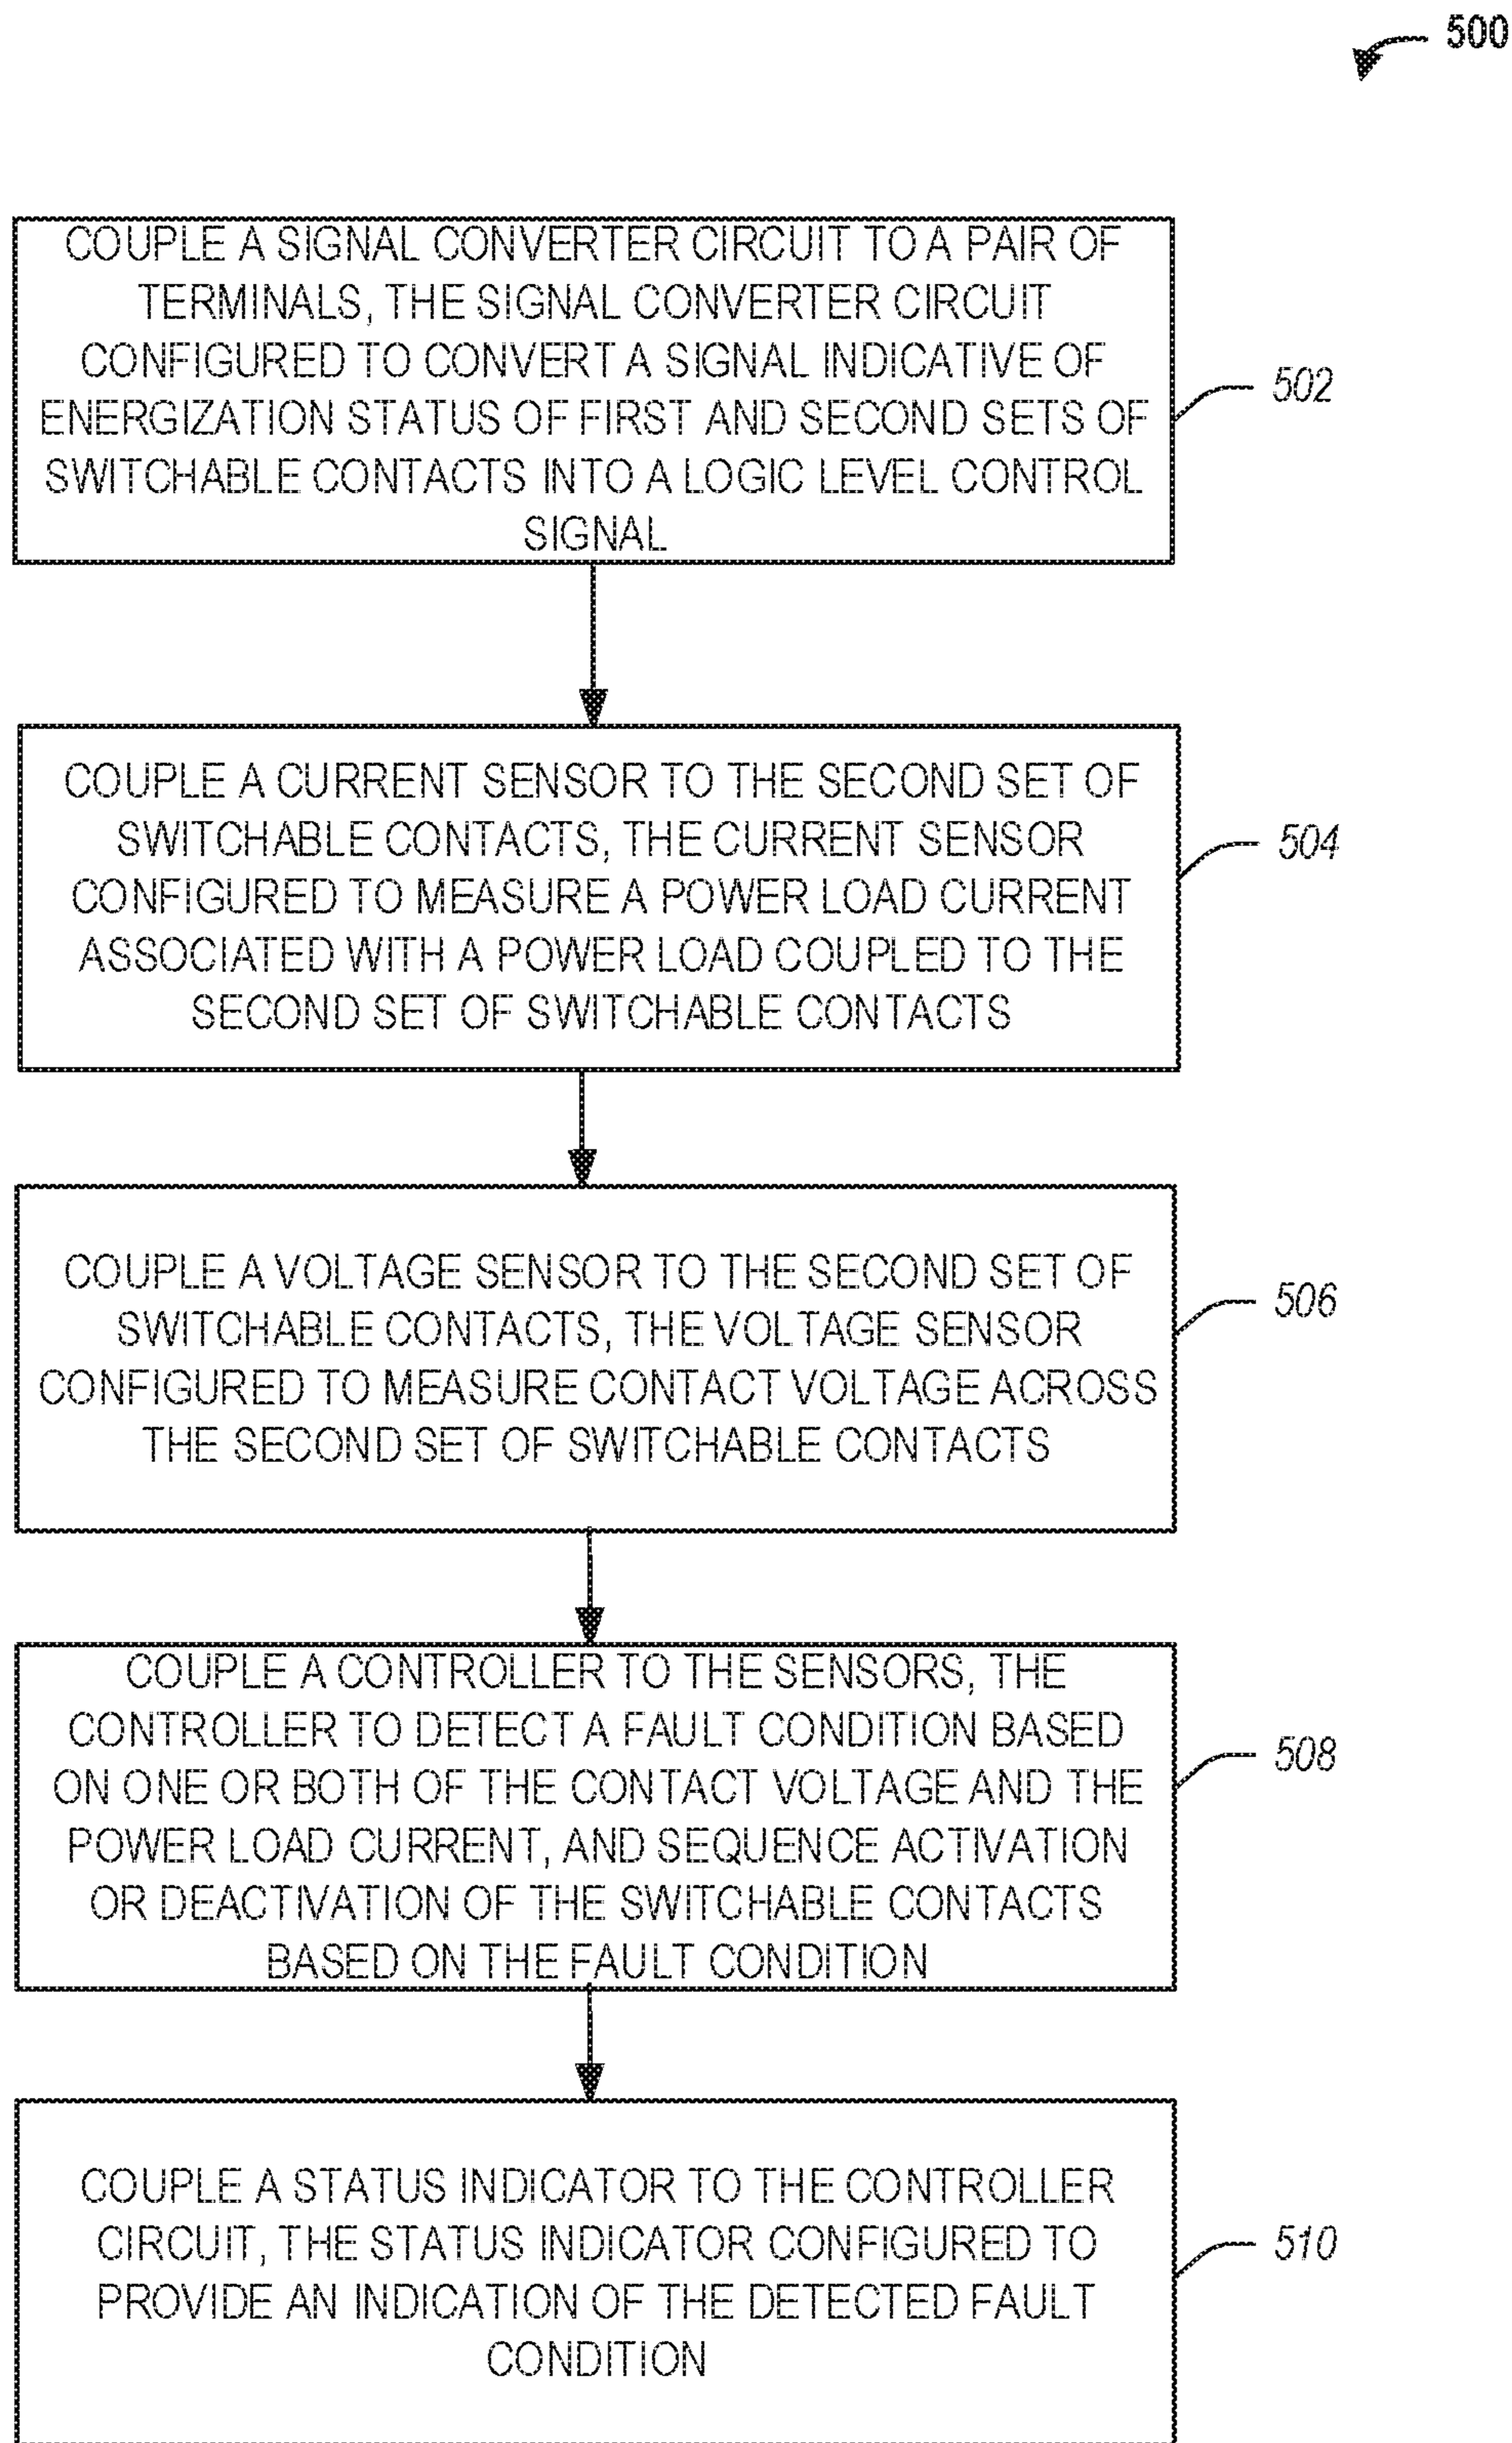 500
COUPLE A SIGNAL CONVERTER CIRCUIT TO A PAIR OF
TERMINALS, THE SIGNAL CONVERTER CIRCUIT
CONFIGURED TO CONVERT A SIGNAL INDICATIVE OF
ENERGIZATION STATUS OF FIRST AND SECOND SETS OF
SWITCHABLE CONTACTS INTO A LOGIC LEVEL CONTROL
SIGNAL
502
COUPLE A CURRENT SENSOR TO THE SECOND SET OF
SWITCHABLE CONTACTS, THE CURRENT SENSOR
CONFIGURED TO MEASURE A POWER LOAD CURRENT
ASSOCIATED WITH A POWER LOAD COUPLED TO THE
SECOND SET OF SWITCHABLE CONTACTS
504
COUPLE A VOLTAGE SENSOR TO THE SECOND SET OF
SWITCHABLE CONTACTS, THE VOLTAGE SENSOR
CONFIGURED TO MEASURE CONTACT VOLTAGE ACROSS
THE SECOND SET OF SWITCHABLE CONTACTS
506
COUPLE A CONTROLLER TO THE SENSORS, THE
CONTROLLER TO DETECT A FAULT CONDITION BASED
ON ONE OR BOTH OF THE CONTACT VOLTAGE AND THE
POWER LOAD CURRENT, AND SEQUENCE ACTIVATION
OR DEACTIVATION OF THE SWITCHABLE CONTACTS
BASED ON THE FAULT CONDITION
508
COUPLE A STATUS INDICATOR TO THE CONTROLLER
CIRCUIT, THE STATUS INDICATOR CONFIGURED TO
PROVIDE AN INDICATION OF THE DETECTED FAULT
CONDITION
510